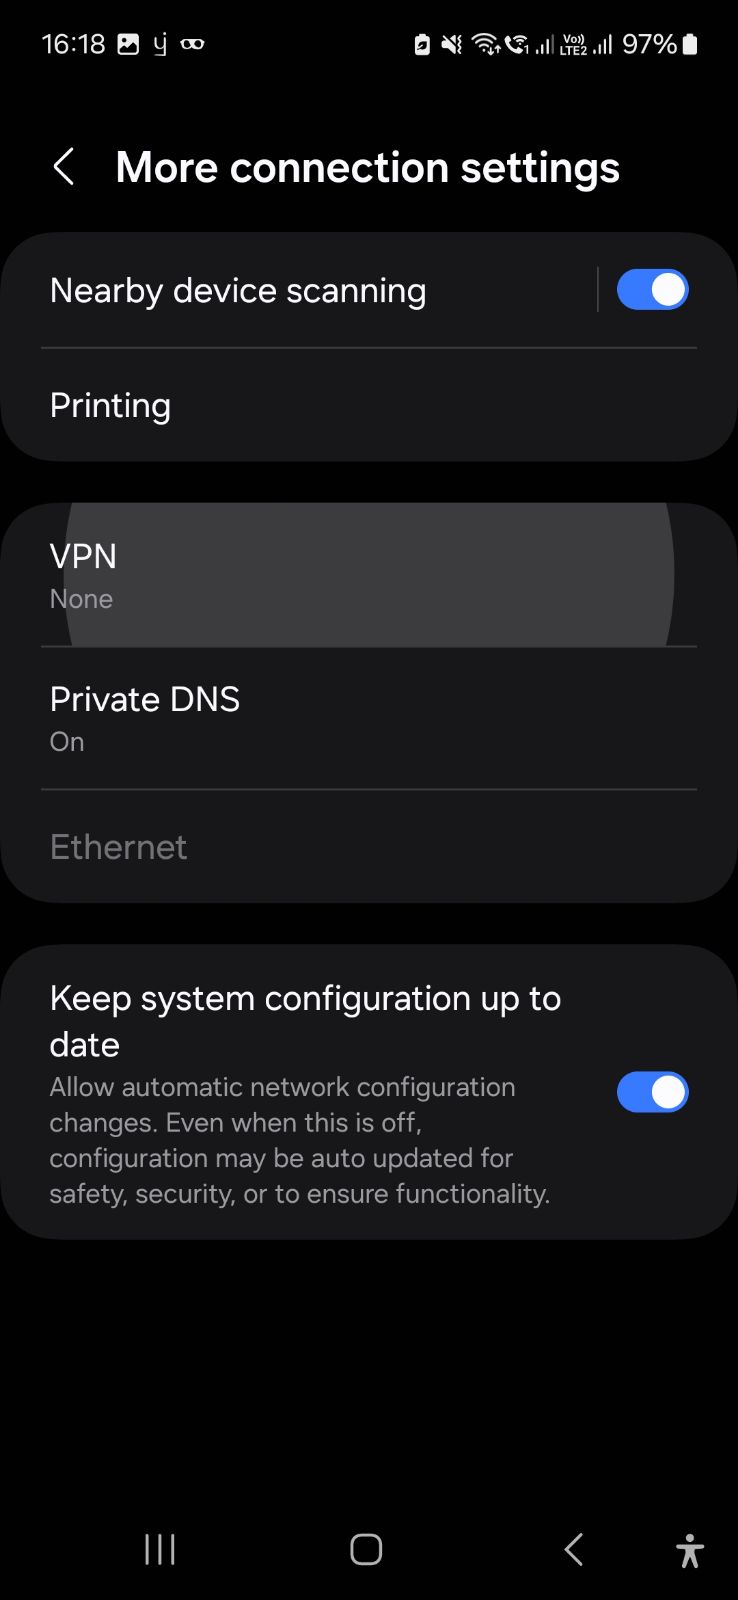 16:18
Vo))
LTE2
97%
More connection settings
Nearby device scanning
Printing
VPN
None
Private DNS
On
Ethernet
Keep system configuration up to
date
Allow automatic network configuration
changes. Even when this is off,
configuration may be auto updated for
safety, security, or to ensure functionality.